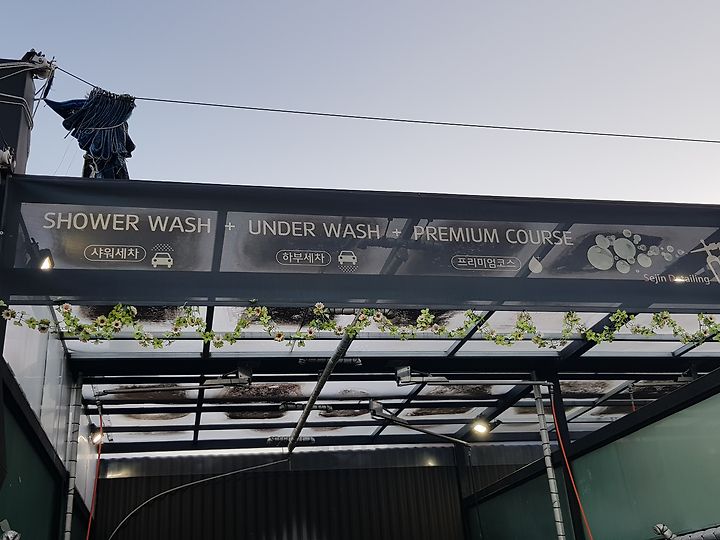 SHOWER WASH + UNDER WASH + PREMIUM COURSE
샤워세차 하부세차 프리미엄코스
Sejin Detailing